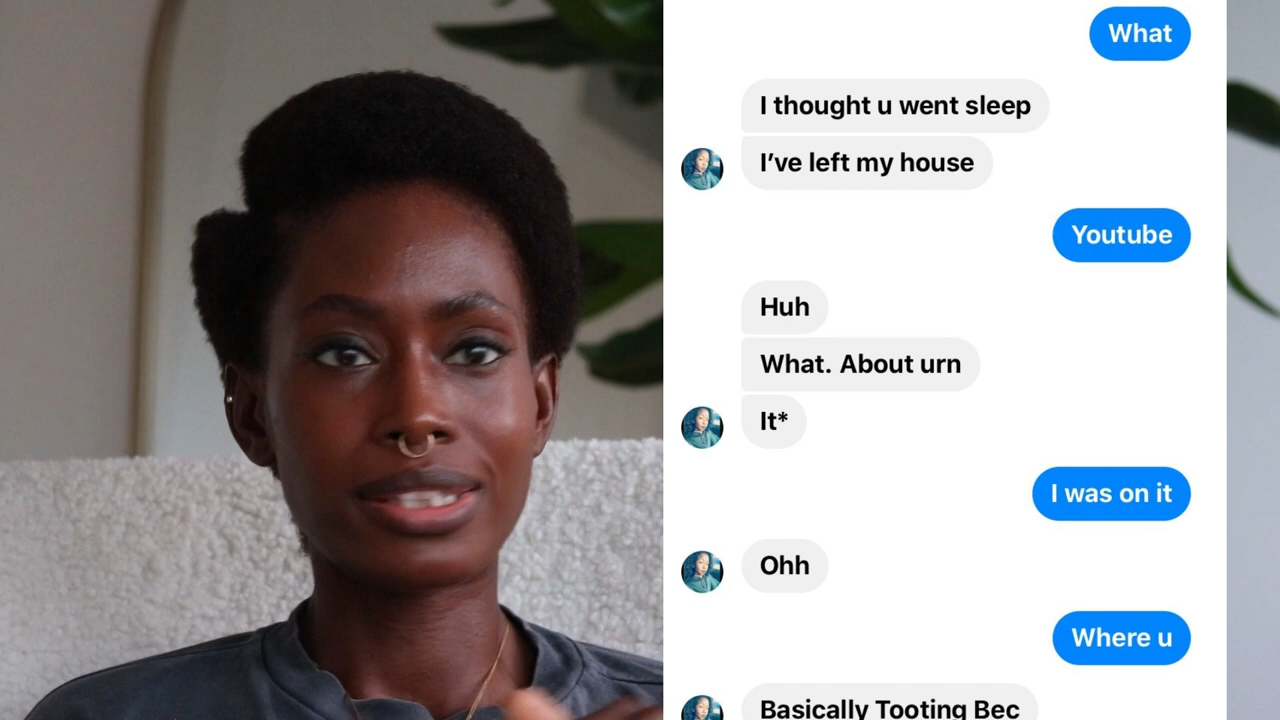 What
I thought u went sleep
I've left my house
Youtube
Huh
What. About urn
It*
I was on it
Ohh
Where u
Basically Tooting Bec